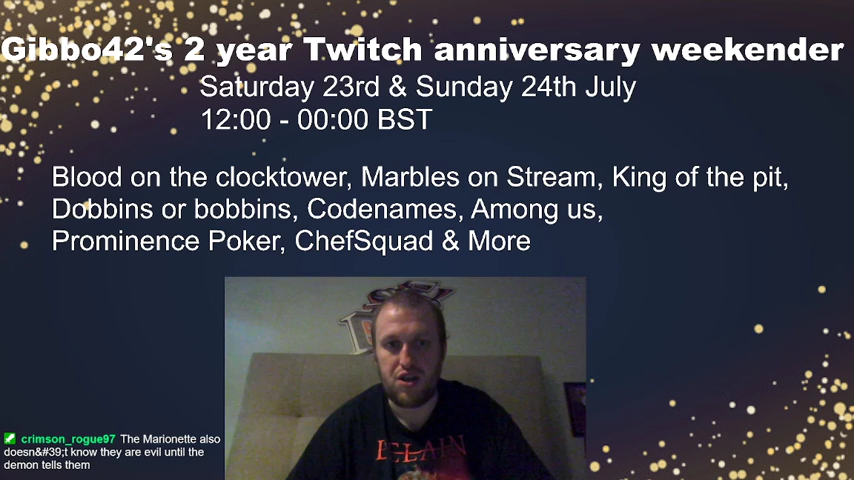 Gibbo42's 2 year Twitch anniversary weekender
Saturday 23rd & Sunday 24th July
12:00 - 00:00 BST
Blood on the clocktower, Marbles on Stream, King of the pit,
Dobbins or bobbins, Codenames, Among us,
Prominence Poker, ChefSquad & More
crimson_rogue97 The Marionette also
doesn&#39;t know they are evil until the
demon tells them